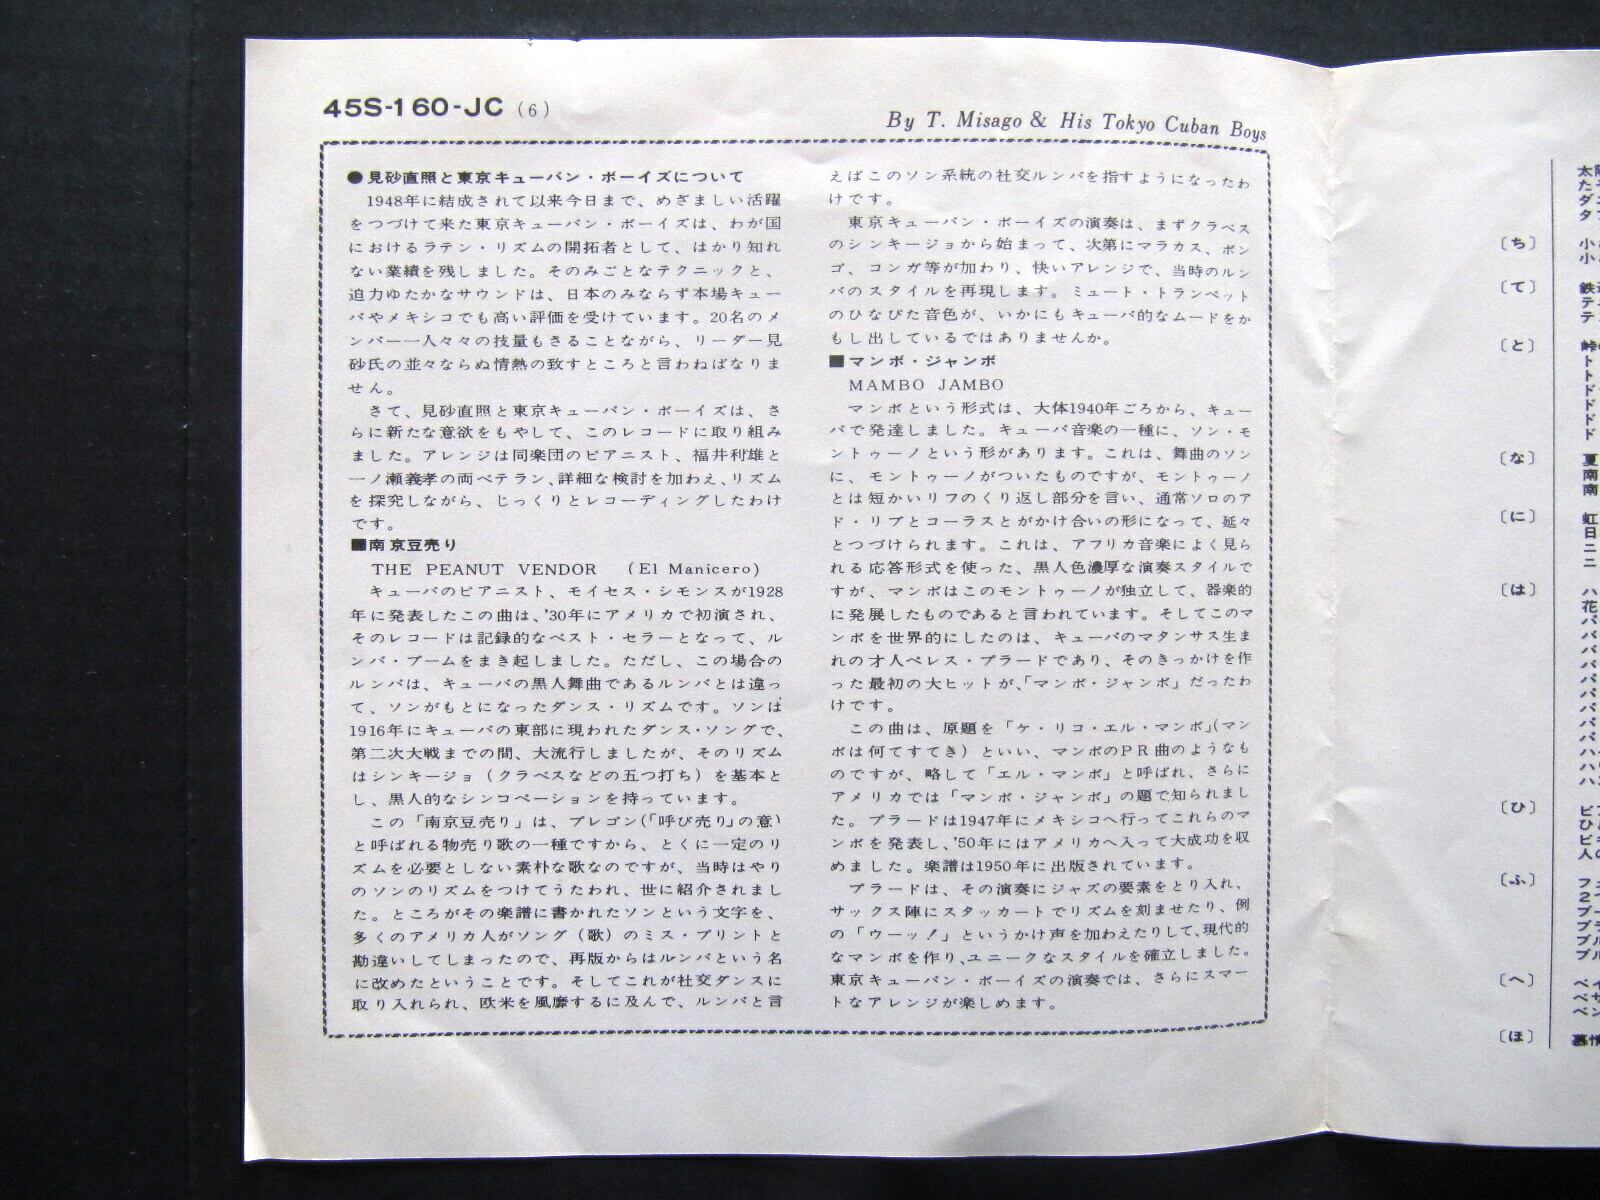 45S-160-JC (6)
By T. Misago & His Tokyo Cuban Boys
●見砂直照と東京キューバン・ボーイズについて
1948年に結成されて以来今日まで、めざましい活躍
をつづけて来た東京キューバン・ボーイズは、わが国
におけるラテン・リズムの開拓者として、はかり知れ
ない業績を残しました。そのみごとなテクニックと、
迫力ゆたかなサウンドは、日本のみならず本場キュー
バやメキシコでも高い評価を受けています。20名のメ
ンバー一人々々の技量もさることながら、リーダー見
砂氏の並々ならぬ情熱の致すところと言わねばなりま
せん。
さて、見砂直照と東京キューバン・ボーイズは、さ
らに新たな意欲をもやして、このレコードに取り組み
ました。アレンジは同楽団のピアニスト、福井利雄と
一ノ瀬義孝の両ベテラン、詳細な検討を加わえ、リズム
を探究しながら、じっくりとレコーディングしたわけ
です。
■南京豆売り
THE PEANUT VENDOR (El Manicero)
キューバのピアニスト、モイセス・シモンスが1928
年に発表したこの曲は、'30年にアメリカで初演され、
そのレコードは記録的なベスト・セラーとなって、ル
ンバ・ブームをまき起しました。ただし、この場合の
ルンバは、キューバの黒人舞曲であるルンバとは違っ
て、ソンがもとになったダンス・リズムです。ソンは
1916年にキューバの東部に現われたダンス・ソングで、
第二次大戦までの間、大流行しましたが、そのリズム
はシンキージョ（クラベスなどの五つ打ち）を基本と
し、黒人的なシンコペーションを持っています。
この「南京豆売り」は、プレゴン(「呼び売り」の意)
と呼ばれる物売り歌の一種ですから、とくに一定のリ
ズムを必要としない素朴な歌なのですが、当時はやり
のソンのリズムをつけてうたわれ、世に紹介されまし
た。ところがその楽譜に書かれたソンという文字を、
多くのアメリカ人がソング（歌）のミス・プリントと
勘違いしてしまったので、再版からはルンバという名
に改めたということです。そしてこれが社交ダンスに
取り入れられ、欧米を風靡するに及んで、ルンバと言
えばこのソン系統の社交ルンバを指すようになったわ
けです。
東京キューバン・ボーイズの演奏は、まずクラベス
のシンキージョから始まって、次第にマラカス、ボン
ゴ、コンガ等が加わり、快いアレンジで、当時のルン
バのスタイルを再現します。ミュート・トランペット
のひなびた音色が、いかにもキューバ的なムードをか
もし出しているではありませんか。
■マンボ・ジャンボ
MAMBO JAMBO
マンボという形式は、大体1940年ごろから、キュー
バで発達しました。キューバ音楽の一種に、ソン・モ
ントゥーノという形があります。これは、舞曲のソン
に、モントゥーノがついたものですが、モントゥーノ
とは短かいリフのくり返し部分を言い、通常ソロのア
ド・リブとコーラスとがかけ合いの形になって、延々
とつづけられます。これは、アフリカ音楽によく見ら
れる応答形式を使った、黒人色濃厚な演奏スタイルで
すが、マンボはこのモントゥーノが独立して、器楽的
に発展したものであると言われています。そしてこのマ
ンボを世界的にしたのは、キューバのマタンサス生ま
れの才人ペレス・プラードであり、そのきっかけを作
った最初の大ヒットが、「マンボ・ジャンボ」だったわ
けです。
この曲は、原題を「ケ・リコ・エル・マンボ」(マン
ボは何てすてき）といい、マンボのPR曲のようなも
のですが、略して「エル・マンボ」と呼ばれ、さらに
アメリカでは「マンボ・ジャンボ」の題で知られまし
た。プラードは1947年にメキシコへ行ってこれらのマ
ンボを発表し、'50年にはアメリカへ入って大成功を収
めました。楽譜は1950年に出版されています。
プラードは、その演奏にジャズの要素をとり入れ、
サックス陣にスタッカートでリズムを刻ませたり、例
の「ウーッ！」というかけ声を加わえたりして、現代的
なマンボを作り、ユニークなスタイルを確立しました。
東京キューバン・ボーイズの演奏では、さらにスマー
トなアレンジが楽しめます。
〔ち〕
〔て〕
〔と〕
〔な〕
夏
南
南
〔に〕
虹
日
ニ
ニ
〔は〕
ハ
花
〔ひ〕
〔ふ〕
〔へ〕
〔ほ〕